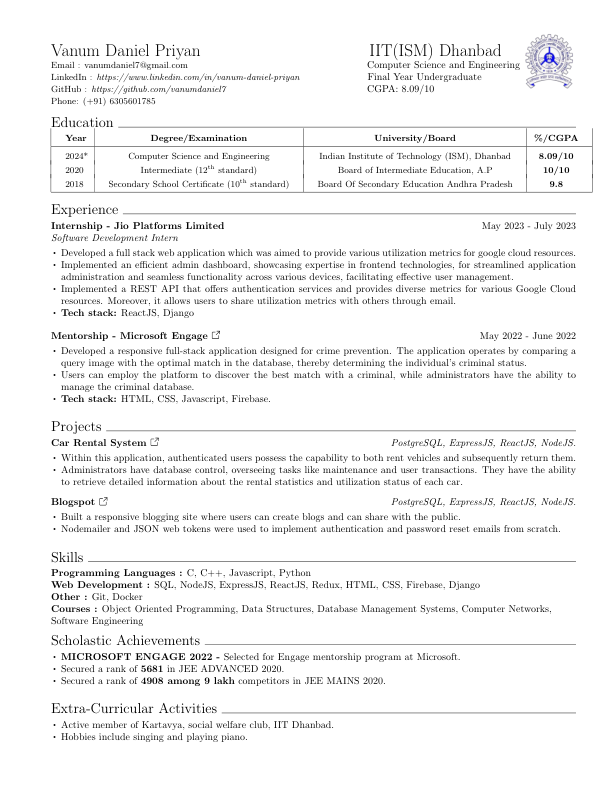 Vanum Daniel Priyan
IIT(ISM) Dhanbad
Email : vanumdaniel7@gmail.com
Computer Science and Engineering
LinkedIn : https://www.linkedin.com/in/vanum-daniel-priyan
Final Year Undergraduate
GitHub : https://github.com/vanumdaniel7
CGPA: 8.09/10
Phone: (+91) 6305601785
Education
Year Degree/Examination University/Board %/CGPA
2024* Computer Science and Engineering Indian Institute of Technology (ISM), Dhanbad 8.09/10
2020 Intermediate (12th standard) Board of Intermediate Education, A.P 10/10
2018 Secondary School Certificate (10th standard) Board Of Secondary Education Andhra Pradesh 9.8
Experience
Internship - Jio Platforms Limited May 2023 - July 2023
Software Development Intern
• Developed a full stack web application which was aimed to provide various utilization metrics for google cloud resources.
• Implemented an efficient admin dashboard, showcasing expertise in frontend technologies, for streamlined application
administration and seamless functionality across various devices, facilitating effective user management.
• Implemented a REST API that offers authentication services and provides diverse metrics for various Google Cloud
resources. Moreover, it allows users to share utilization metrics with others through email.
• Tech stack: ReactJS, Django
Mentorship - Microsoft Engage May 2022 - June 2022
• Developed a responsive full-stack application designed for crime prevention. The application operates by comparing a
query image with the optimal match in the database, thereby determining the individual's criminal status.
• Users can employ the platform to discover the best match with a criminal, while administrators have the ability to
manage the criminal database.
• Tech stack: HTML, CSS, Javascript, Firebase.
Projects
Car Rental System PostgreSQL, ExpressJS, ReactJS, NodeJS.
• Within this application, authenticated users possess the capability to both rent vehicles and subsequently return them.
• Administrators have database control, overseeing tasks like maintenance and user transactions. They have the ability
to retrieve detailed information about the rental statistics and utilization status of each car.
Blogspot PostgreSQL, ExpressJS, ReactJS, NodeJS.
• Built a responsive blogging site where users can create blogs and can share with the public.
• Nodemailer and JSON web tokens were used to implement authentication and password reset emails from scratch.
Skills
Programming Languages : C, C++, Javascript, Python
Web Development : SQL, NodeJS, ExpressJS, ReactJS, Redux, HTML, CSS, Firebase, Django
Other : Git, Docker
Courses : Object Oriented Programming, Data Structures, Database Management Systems, Computer Networks,
Software Engineering
Scholastic Achievements
• MICROSOFT ENGAGE 2022 - Selected for Engage mentorship program at Microsoft.
• Secured a rank of 5681 in JEE ADVANCED 2020.
• Secured a rank of 4908 among 9 lakh competitors in JEE MAINS 2020.
Extra-Curricular Activities
• Active member of Kartavya, social welfare club, IIT Dhanbad.
• Hobbies include singing and playing piano.